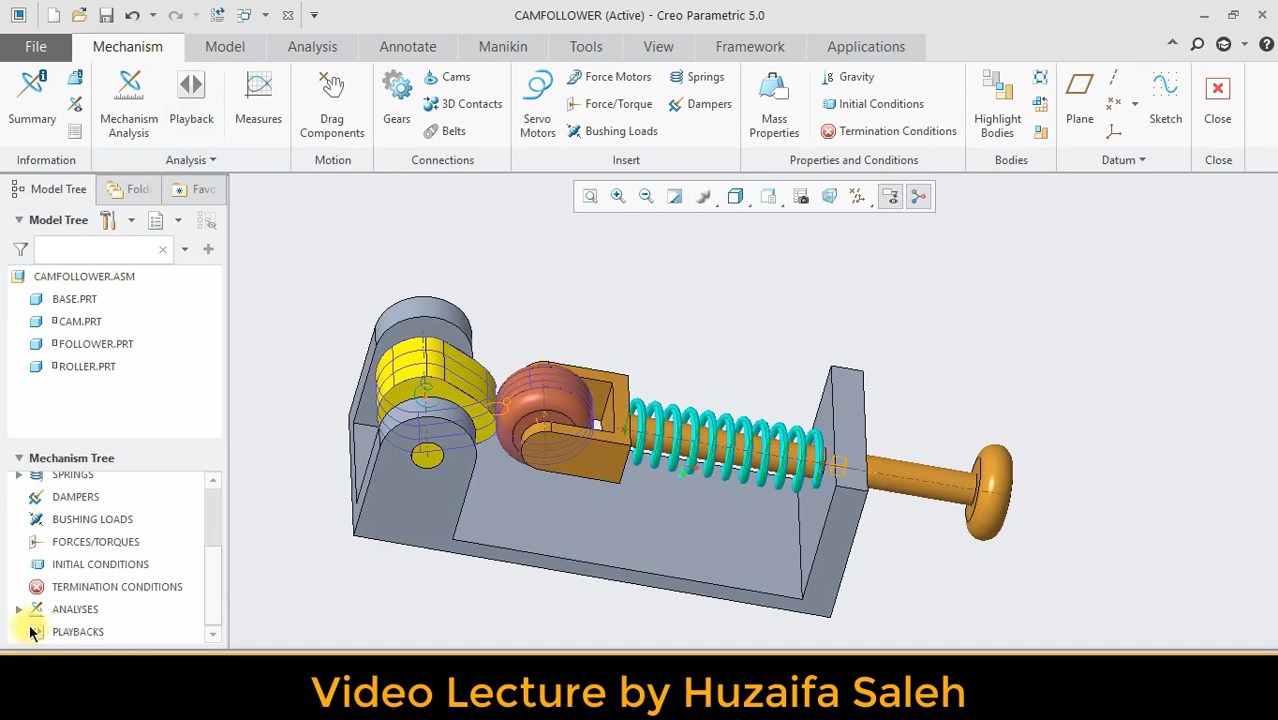 CAMFOLLOWER (Active) - Creo Parametric 5.0
File Mechanism Model Analysis Annotate Manikin Tools View Framework Applications
Summary
Mechanism Analysis
Playback
Measures
Drag Components
Gears
Cams
3D Contacts
Belts
Servo Motors
Force Motors
Force/Torque
Bushing Loads
Springs
Dampers
Mass Properties
Gravity
Initial Conditions
Termination Conditions
Highlight Bodies
Plane
Sketch
Close
Information Analysis Motion Connections Insert Properties and Conditions Bodies Datum Close
Model Tree Fold Favo
Model Tree
CAMFOLLOWER.ASM
BASE.PRT
CAM.PRT
FOLLOWER.PRT
ROLLER.PRT
Mechanism Tree
SPRINGS
DAMPERS
BUSHING LOADS
FORCES/TORQUES
INITIAL CONDITIONS
TERMINATION CONDITIONS
ANALYSES
PLAYBACKS
Video Lecture by Huzaifa Saleh